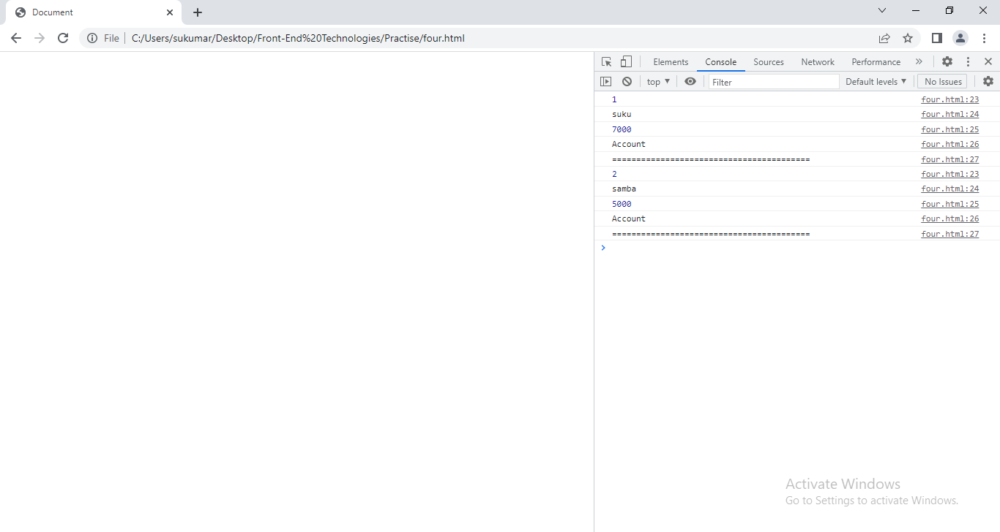 Document
File C:/Users/sukumar/Desktop/Front-End%20Technologies/Practise/four.html
Elements Console Sources Network Performance »
top ▼ Filter Default levels ▼ No Issues
1 four.html:23
suku four.html:24
7000 four.html:25
Account four.html:26
========================================= four.html:27
2 four.html:23
samba four.html:24
5000 four.html:25
Account four.html:26
========================================= four.html:27
Activate Windows
Go to Settings to activate Windows.